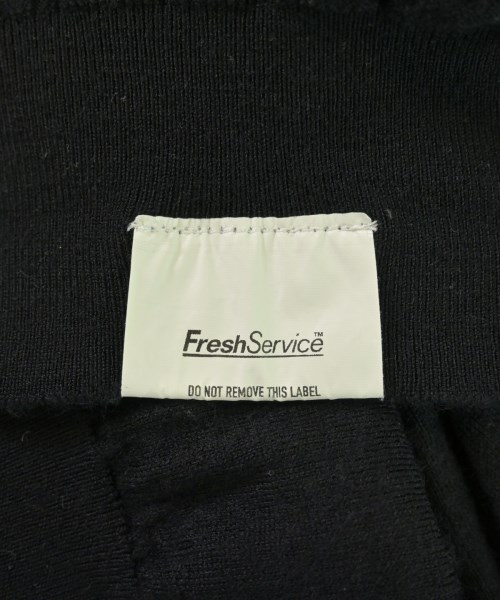 FreshService™
DO NOT REMOVE THIS LABEL